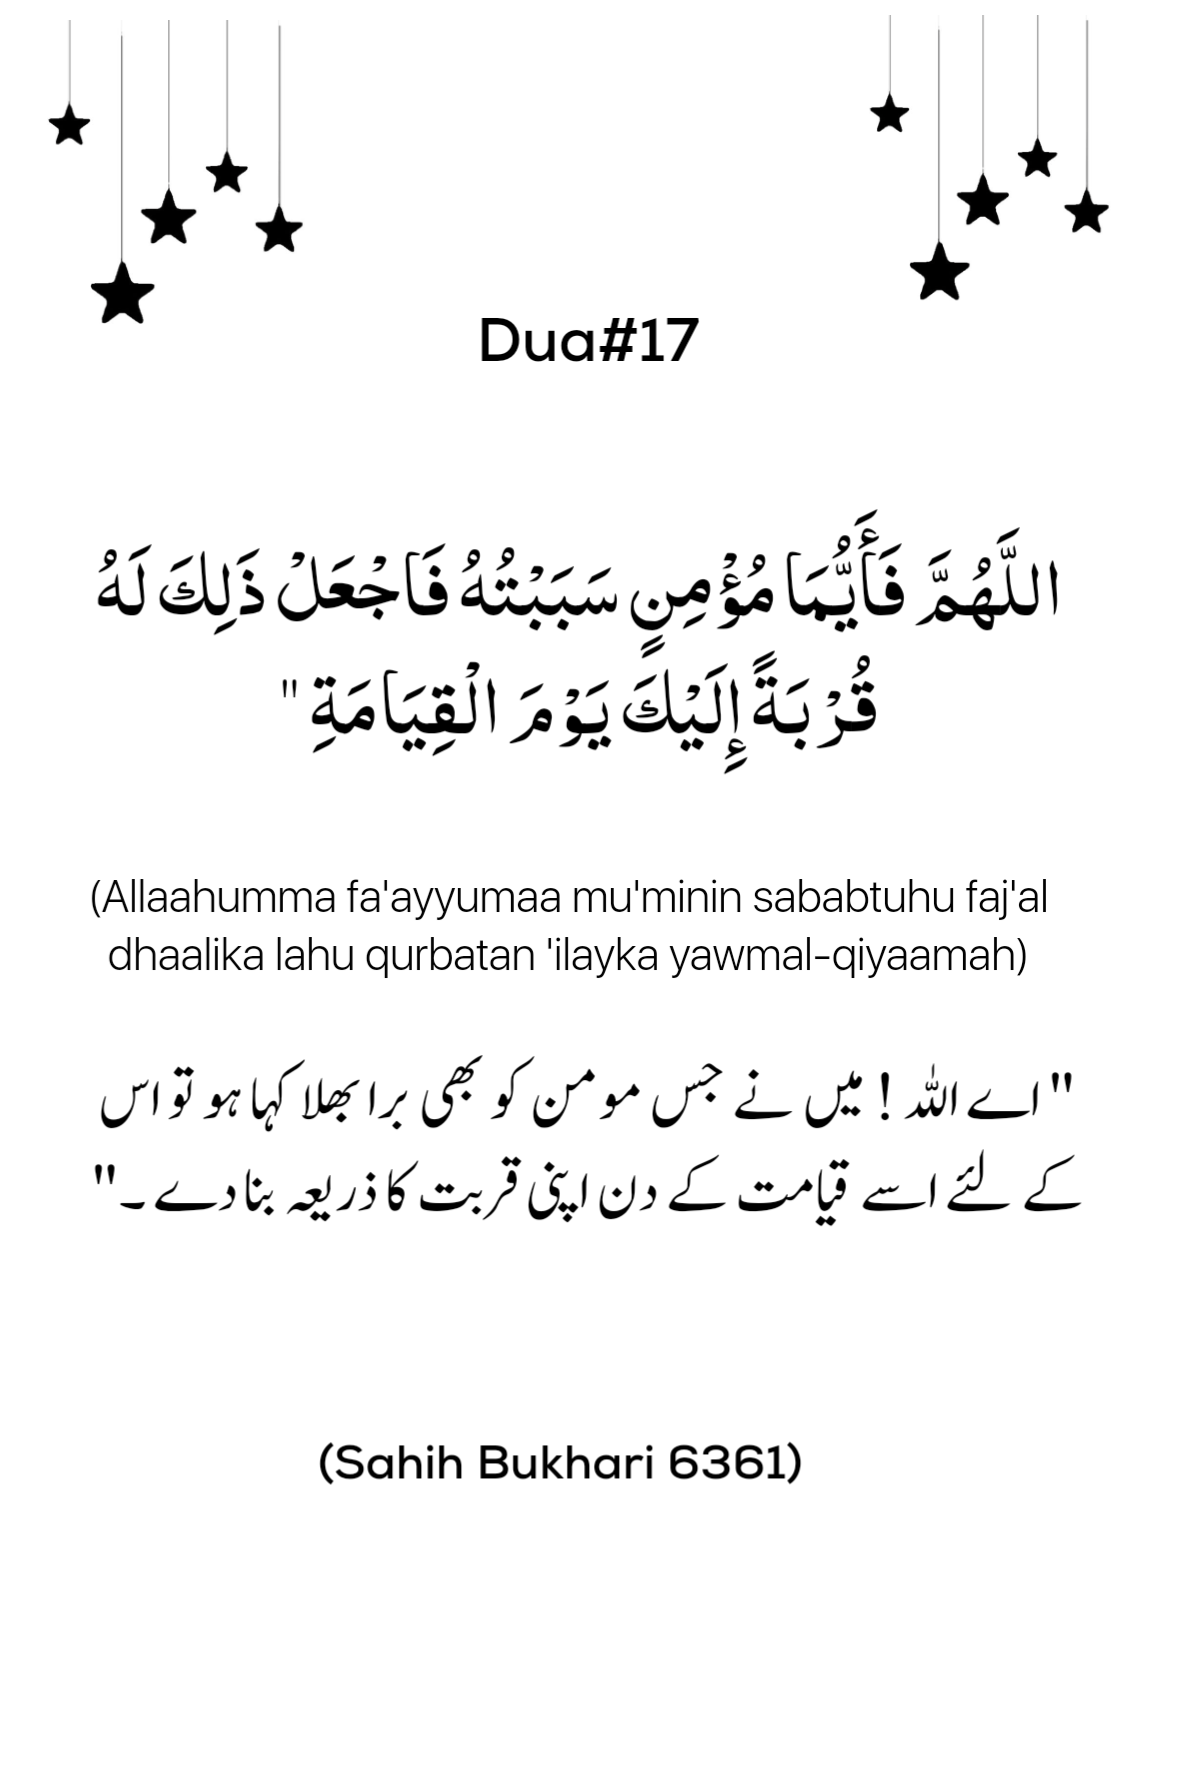 Dua#17
اللَّهُمَّ فَأَيُّمَا مُؤْمِنٍ سَبَبْتُهُ فَاجْعَلْ ذَلِكَ لَهُ
قُرْبَةً إِلَيْكَ يَوْمَ الْقِيَامَةِ "
(Allaahumma fa'ayyumaa mu'minin sababtuhu faj'al
dhaalika lahu qurbatan 'ilayka yawmal-qiyaamah)
" اے اللہ ! میں نے جس مومن کو بھی برا بھلا کہا ہو تو اس
کے لئے اسے قیامت کے دن اپنی قربت کا ذریعہ بنا دے ۔"
(Sahih Bukhari 6361)